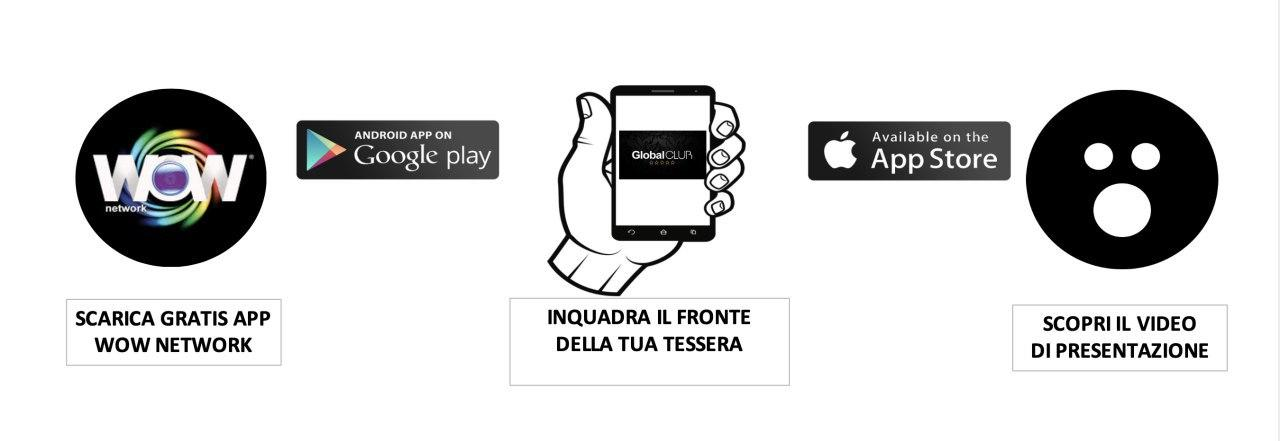 WOW®
network
ANDROID APP ON
Google play
GlobalCLUB
Available on the
App Store
SCARICA GRATIS APP
WOW NETWORK
INQUADRA IL FRONTE
DELLA TUA TESSERA
SCOPRI IL VIDEO
DI PRESENTAZIONE